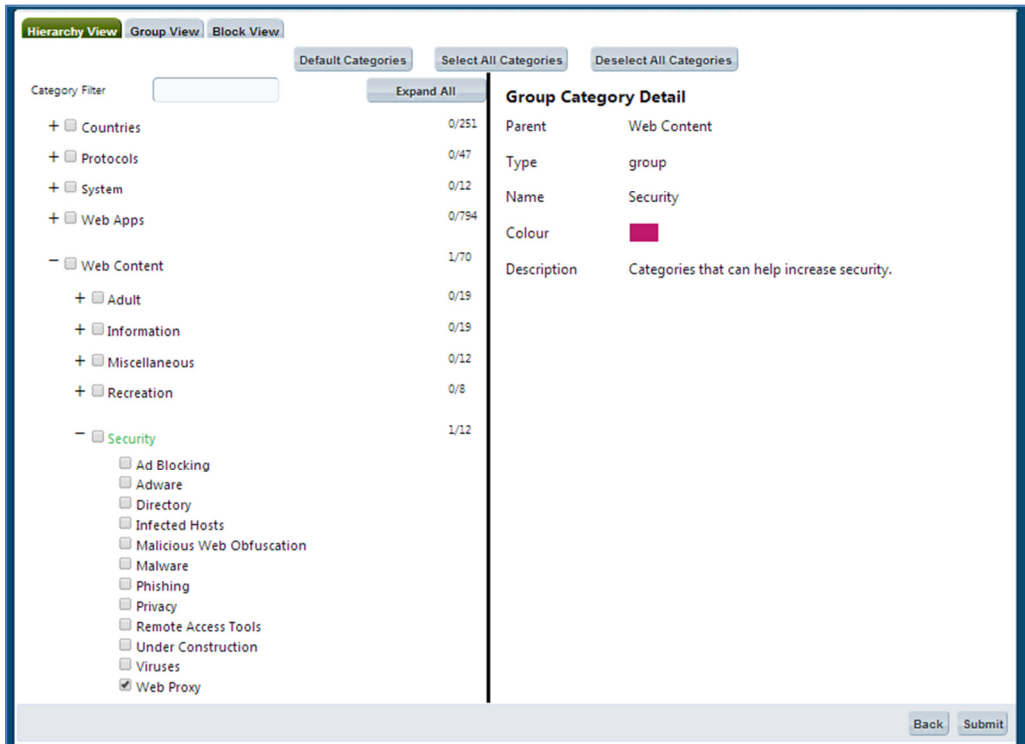 Hierarchy View Group View Block View
Default Categories Select All Categories Deselect All Categories
Category Filter Expand All
Countries 0/251
Protocols 0/47
System 0/12
Web Apps 0/794
Web Content 1/70
Adult 0/19
Information 0/19
Miscellaneous 0/12
Recreation 0/8
Security 1/12
Ad Blocking
Adware
Directory
Infected Hosts
Malicious Web Obfuscation
Malware
Phishing
Privacy
Remote Access Tools
Under Construction
Viruses
Web Proxy
Group Category Detail
Parent Web Content
Type group
Name Security
Colour
Description Categories that can help increase security.
Back Submit